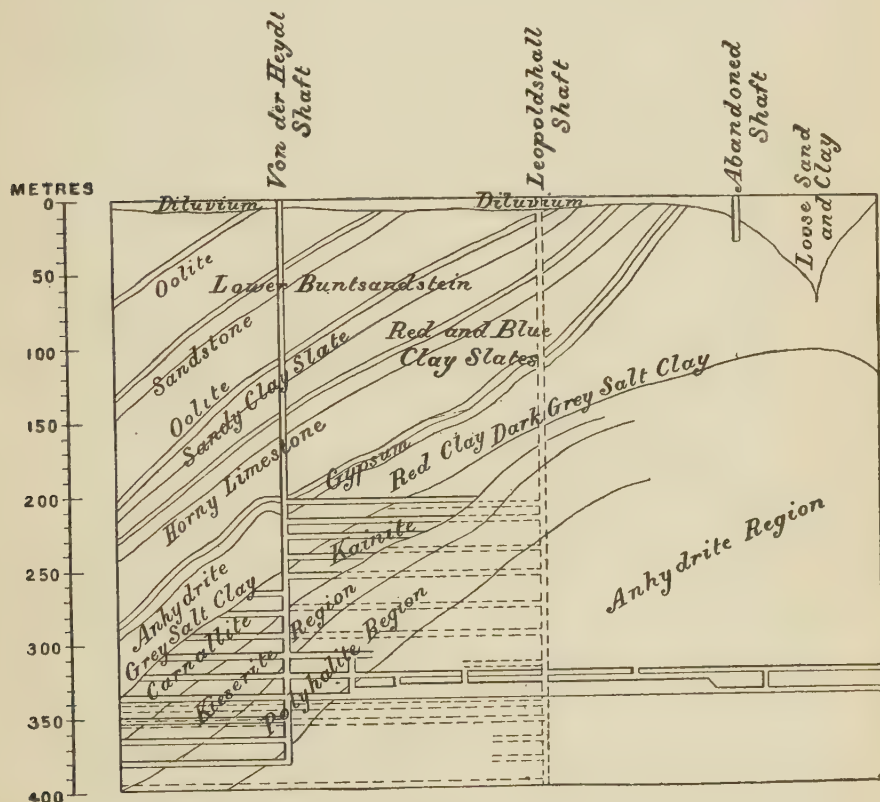 Von der Heydt
Shaft
Leopoldshall
Shaft
Abandoned
Shaft
Loose Sand
and Clay
METRES
0
50
100
150
200
250
300
350
400
Diluvium
Diluvium
Oolite
Lower Buntsandstein
Sandstone
Red and Blue
Clay Slates
Oolite
Sandy Clay Slate
Horny Limestone
Gypsum
Red Clay
Dark Grey Salt Clay
Kainite
Anhydrite Region
Anhydrite
Grey Salt Clay
Carnallite
Kieserite Region
Polyhalite Region